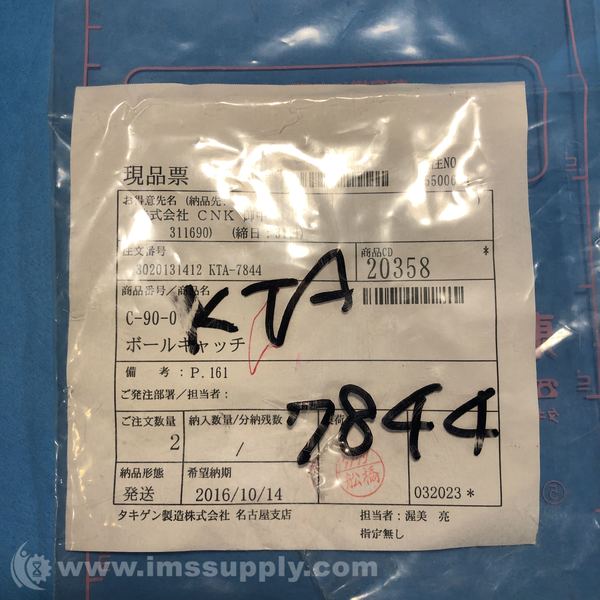 現品票
NO
お得意先名 (納品先
株式会社 CNK 御中
311690) (締日:
注文番号
3020131412 KTA-7844
商品CD
20358
*
商品番号/商品名
C-90-0
ボールキャッチ
KTA
備 考:P.161
ご発注部署/担当者:
7844
ご注文数量
2
納入数量/分納残数
/
納品形態
発送
希望納期
2016/10/14
松橋
032023 *
タキゲン製造株式会社 名古屋支店
担当者:渥美 亮
指定無し
© www.imssupply.com/